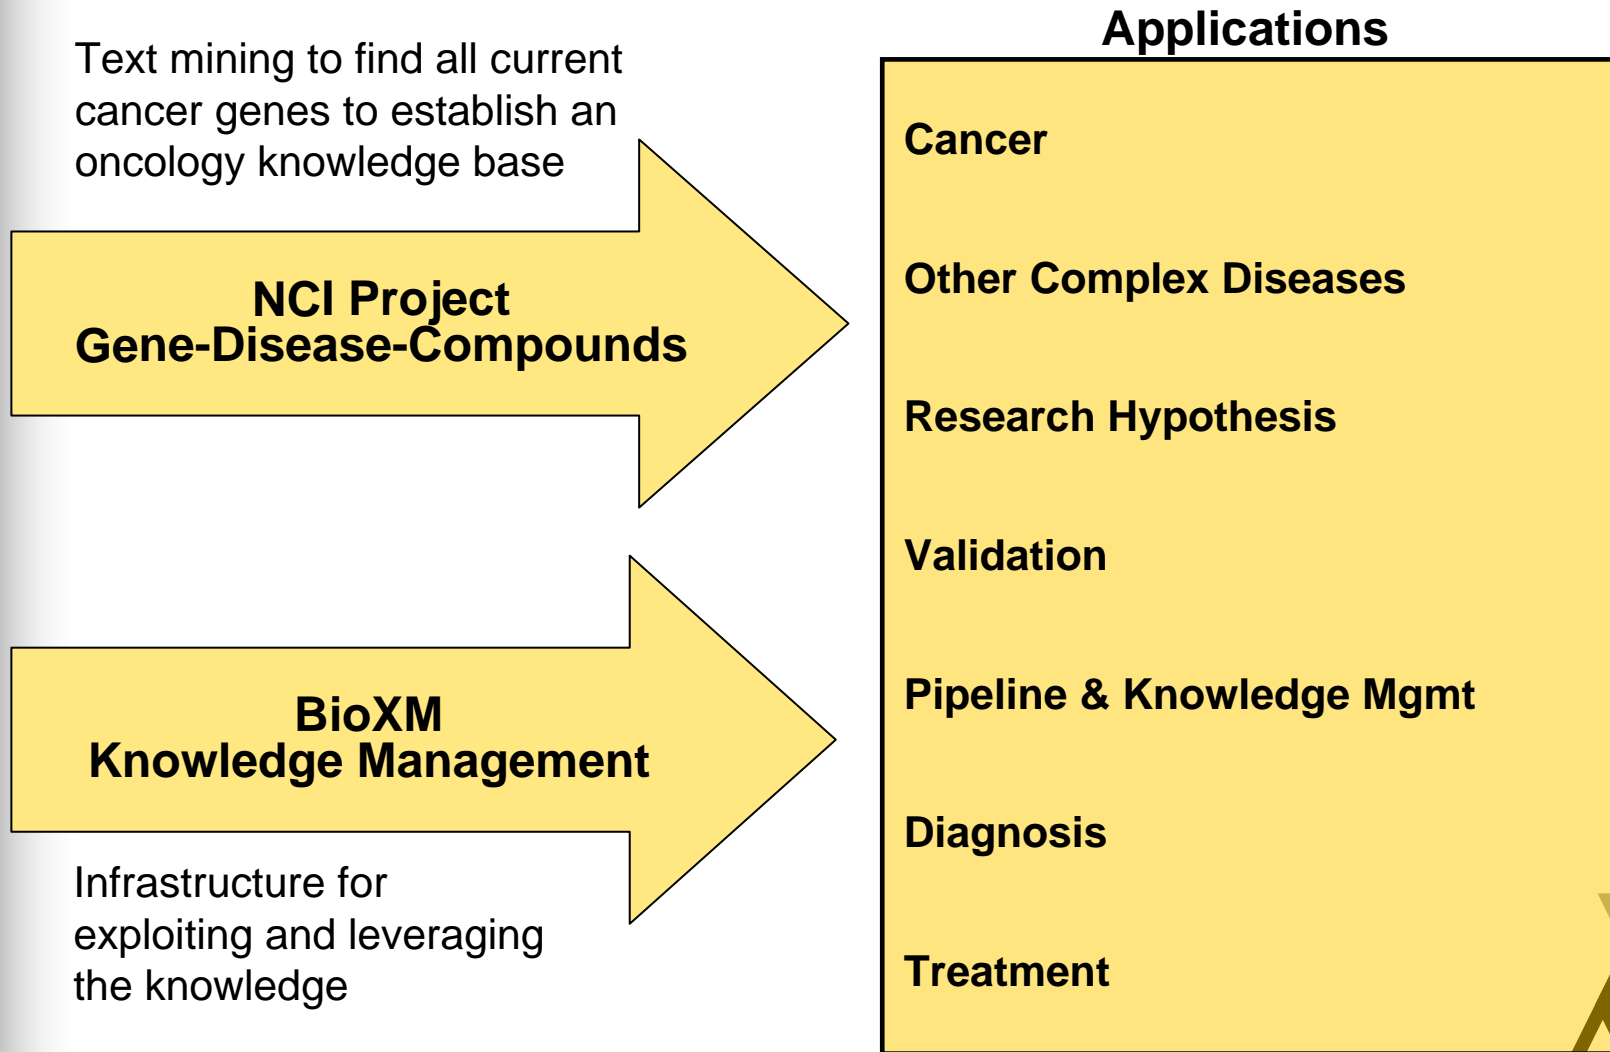 Text mining to find all current
cancer genes to establish an
oncology knowledge base
NCI Project
Gene-Disease-Compounds
BioXM
Knowledge Management
Infrastructure for
exploiting and leveraging
the knowledge
Applications
Cancer
Other Complex Diseases
Research Hypothesis
Validation
Pipeline & Knowledge Mgmt
Diagnosis
Treatment